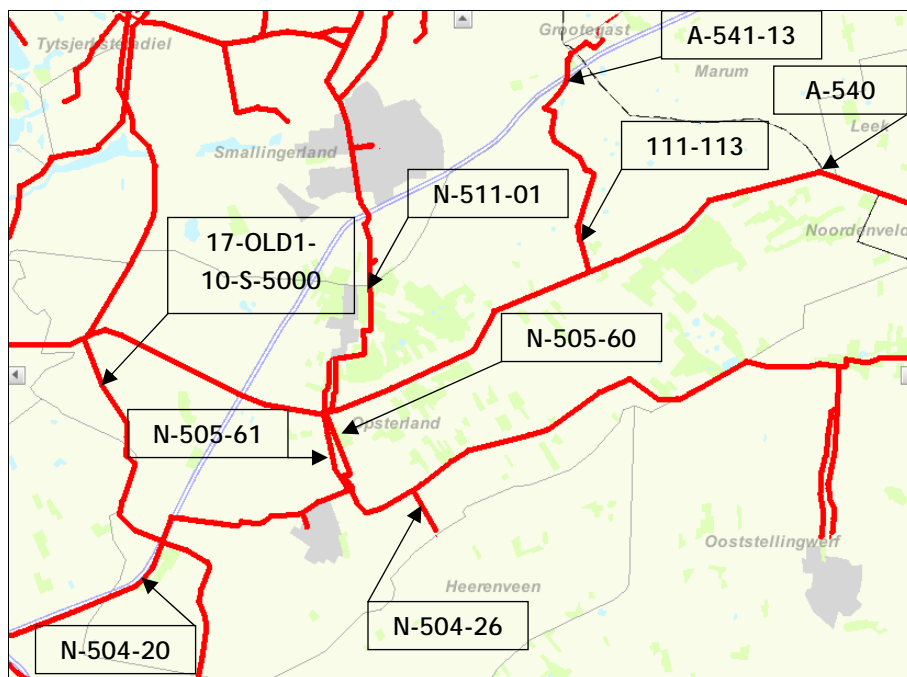 Grootegast
A-541-13
Tytsjerksteradiel
Marum
A-540
Leek
Smallingerland
111-113
N-511-01
17-OLD1-
10-S-5000
Noordenveld
N-505-60
N-505-61
Opsterland
Ooststellingwerf
Heerenveen
N-504-20
N-504-26